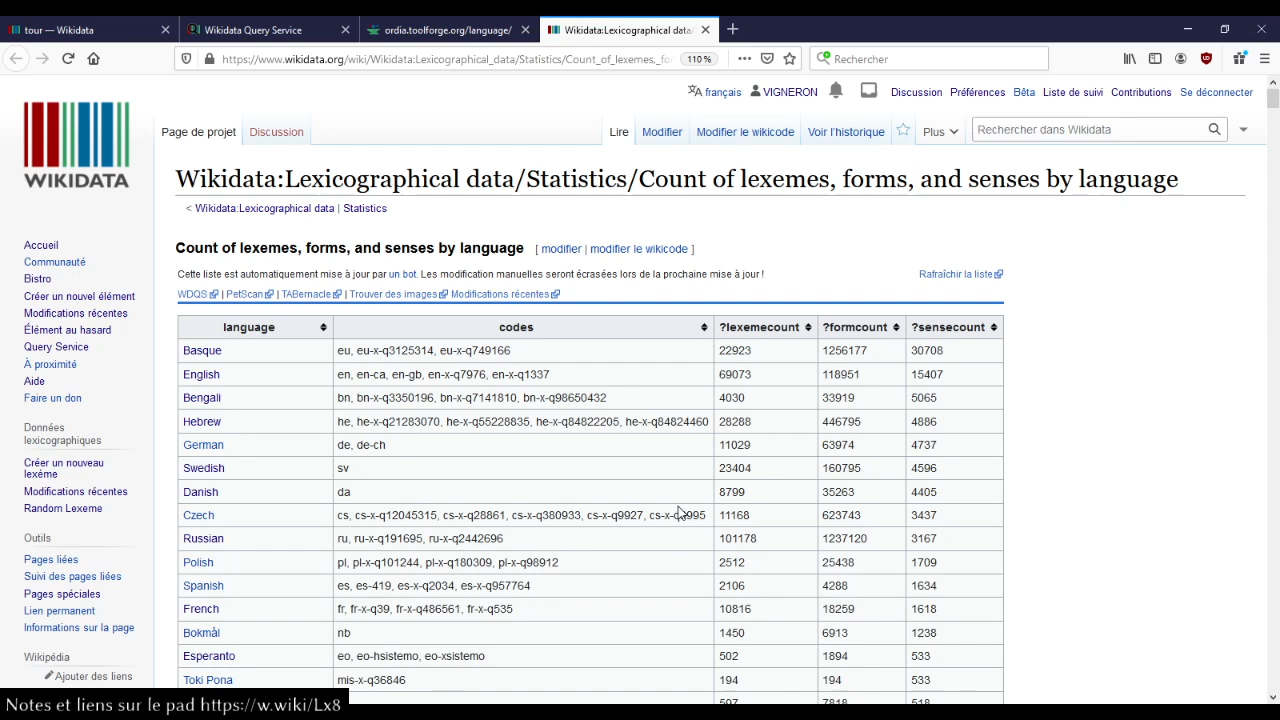 tour — Wikidata
Wikidata Query Service
ordia.toolforge.org/language/
Wikidata:Lexicographical data/
https://www.wikidata.org/wiki/Wikidata:Lexicographical_data/Statistics/Count_of_lexemes,_fo
110 %
Rechercher
français VIGNERON Discussion Préférences Bêta Liste de suivi Contributions Se déconnecter
WIKIDATA
Page de projet Discussion Lire Modifier Modifier le wikicode Voir l'historique Plus Rechercher dans Wikidata
Wikidata:Lexicographical data/Statistics/Count of lexemes, forms, and senses by language
< Wikidata:Lexicographical data | Statistics
Count of lexemes, forms, and senses by language [ modifier | modifier le wikicode ]
Cette liste est automatiquement mise à jour par un bot. Les modification manuelles seront écrasées lors de la prochaine mise à jour ! Rafraîchir la liste
WDQS | PetScan | TABernacle | Trouver des images Modifications récentes
language codes ?lexemecount ?formcount ?sensecount
Basque eu, eu-x-q3125314, eu-x-q749166 22923 1256177 30708
English en, en-ca, en-gb, en-x-q7976, en-x-q1337 69073 118951 15407
Bengali bn, bn-x-q3350196, bn-x-q7141810, bn-x-q98650432 4030 33919 5065
Hebrew he, he-x-q21283070, he-x-q55228835, he-x-q84822205, he-x-q84824460 28288 446795 4886
German de, de-ch 11029 63974 4737
Swedish sv 23404 160795 4596
Danish da 8799 35263 4405
Czech cs, cs-x-q12045315, cs-x-q28861, cs-x-q380933, cs-x-q9927, 11168 623743 3437
Russian ru, ru-x-q191695, ru-x-q2442696 101178 1237120 3167
Polish pl, pl-x-q101244, pl-x-q180309, pl-x-q98912 2512 25438 1709
Spanish es, es-419, es-x-q2034, es-x-q957764 2106 4288 1634
French fr, fr-x-q39, fr-x-q486561, fr-x-q535 10816 18259 1618
Bokmål nb 1450 6913 1238
Esperanto eo, eo-hsistemo, eo-xsistemo 502 1894 533
Toki Pona mis-x-q36846 194 194 533
Accueil
Communauté
Bistro
Créer un nouvel élément
Modifications récentes
Élément au hasard
Query Service
À proximité
Aide
Faire un don
Données
lexicographiques
Créer un nouveau
lexème
Modifications récentes
Random Lexeme
Outils
Pages liées
Suivi des pages liées
Pages spéciales
Lien permanent
Informations sur la page
Wikipédia
Ajouter des liens
Notes et liens sur le pad https://w.wiki/Lx8